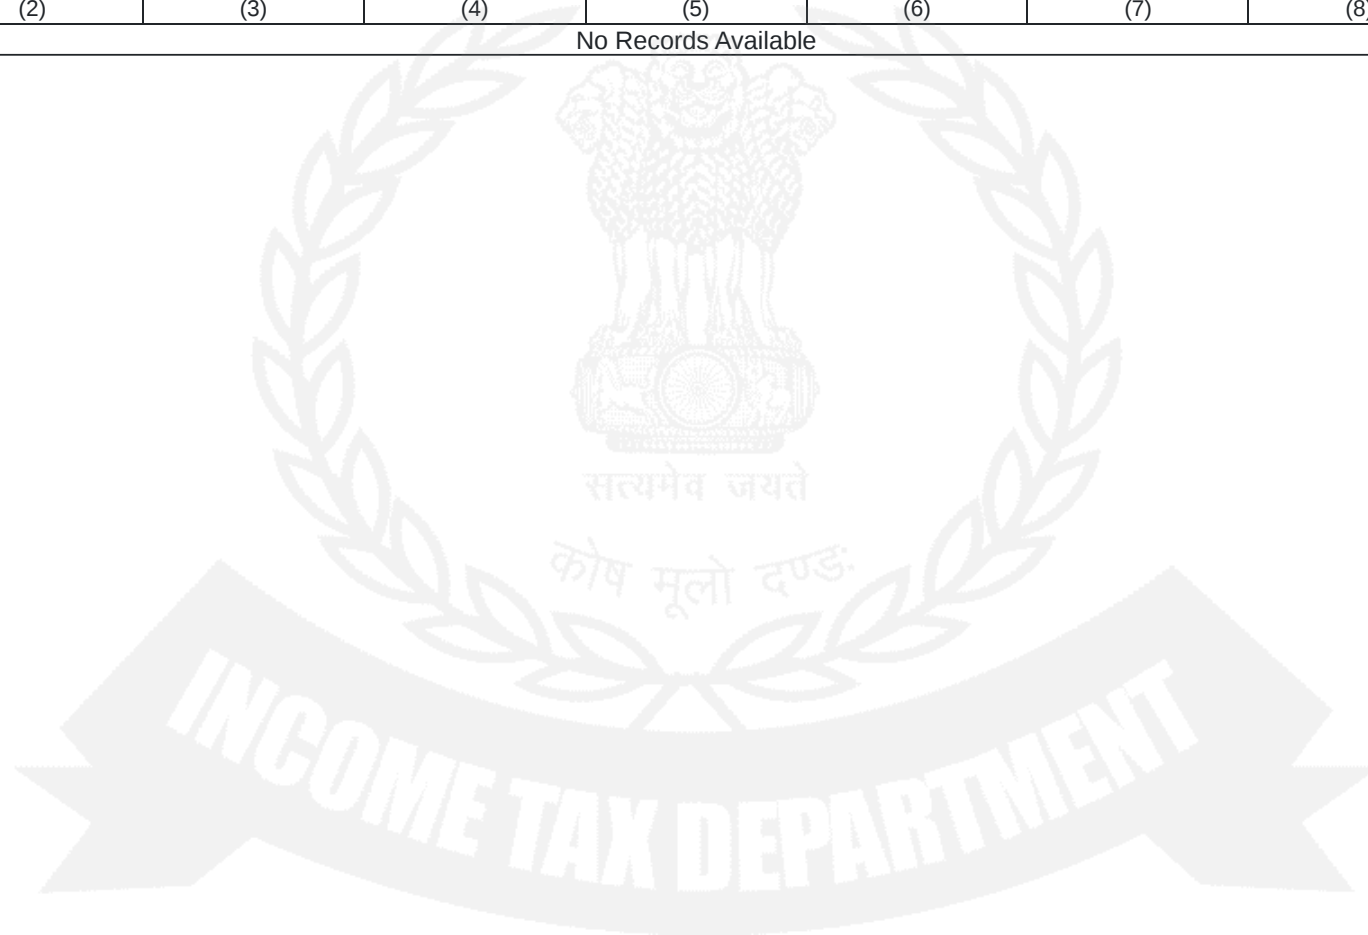 (2) (3) (4) (5) (6) (7) (8)
No Records Available
सत्यमेव जयते
कोष मूलो दण्डः
INCOME TAX DEPARTMENT